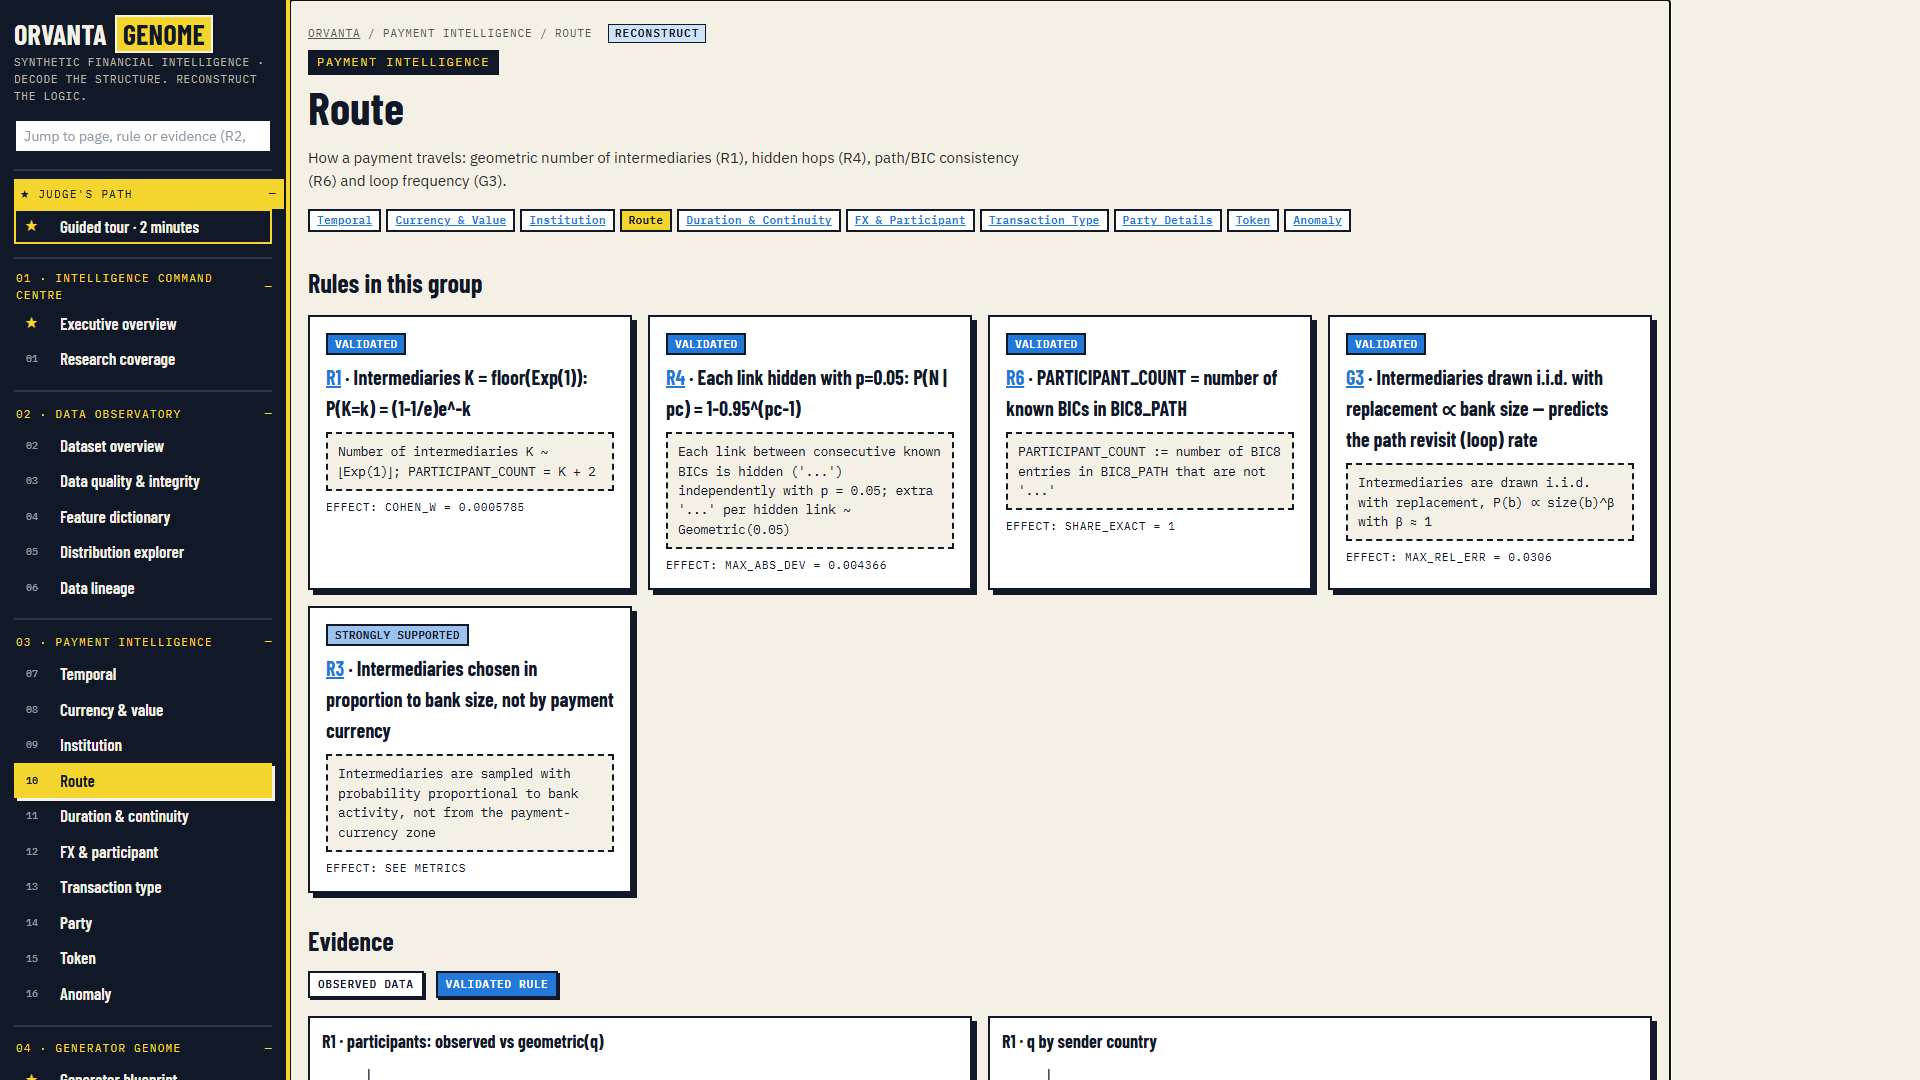 ORVANTA GENOME
SYNTHETIC FINANCIAL INTELLIGENCE ·
DECODE THE STRUCTURE. RECONSTRUCT
THE LOGIC.
Jump to page, rule or evidence (R2,
★ JUDGE'S PATH –
★ Guided tour · 2 minutes
01 · INTELLIGENCE COMMAND
CENTRE –
★ Executive overview
01 Research coverage
02 · DATA OBSERVATORY –
02 Dataset overview
03 Data quality & integrity
04 Feature dictionary
05 Distribution explorer
06 Data lineage
03 · PAYMENT INTELLIGENCE –
07 Temporal
08 Currency & value
09 Institution
10 Route
11 Duration & continuity
12 FX & participant
13 Transaction type
14 Party
15 Token
16 Anomaly
04 · GENERATOR GENOME –
★ Generator blueprint
ORVANTA / PAYMENT INTELLIGENCE / ROUTE RECONSTRUCT
PAYMENT INTELLIGENCE
Route
How a payment travels: geometric number of intermediaries (R1), hidden hops (R4), path/BIC consistency
(R6) and loop frequency (G3).
Temporal Currency & Value Institution Route Duration & Continuity FX & Participant Transaction Type Party Details Token Anomaly
Rules in this group
VALIDATED
R1 · Intermediaries K = floor(Exp(1)):
P(K=k) = (1-1/e)e^-k
Number of intermediaries K ~
⌊Exp(1)⌋; PARTICIPANT_COUNT = K + 2
EFFECT: COHEN_W = 0.0005785
VALIDATED
R4 · Each link hidden with p=0.05: P(N |
pc) = 1-0.95^(pc-1)
Each link between consecutive known
BICs is hidden ('...')
independently with p = 0.05; extra
'...' per hidden link ~
Geometric(0.05)
EFFECT: MAX_ABS_DEV = 0.004366
VALIDATED
R6 · PARTICIPANT_COUNT = number of
known BICs in BIC8_PATH
PARTICIPANT_COUNT := number of BIC8
entries in BIC8_PATH that are not
'...'
EFFECT: SHARE_EXACT = 1
VALIDATED
G3 · Intermediaries drawn i.i.d. with
replacement ∝ bank size — predicts
the path revisit (loop) rate
Intermediaries are drawn i.i.d.
with replacement, P(b) ∝ size(b)^β
with β ≈ 1
EFFECT: MAX_REL_ERR = 0.0306
STRONGLY SUPPORTED
R3 · Intermediaries chosen in
proportion to bank size, not by payment
currency
Intermediaries are sampled with
probability proportional to bank
activity, not from the payment-
currency zone
EFFECT: SEE METRICS
Evidence
OBSERVED DATA VALIDATED RULE
R1 · participants: observed vs geometric(q)
R1 · q by sender country